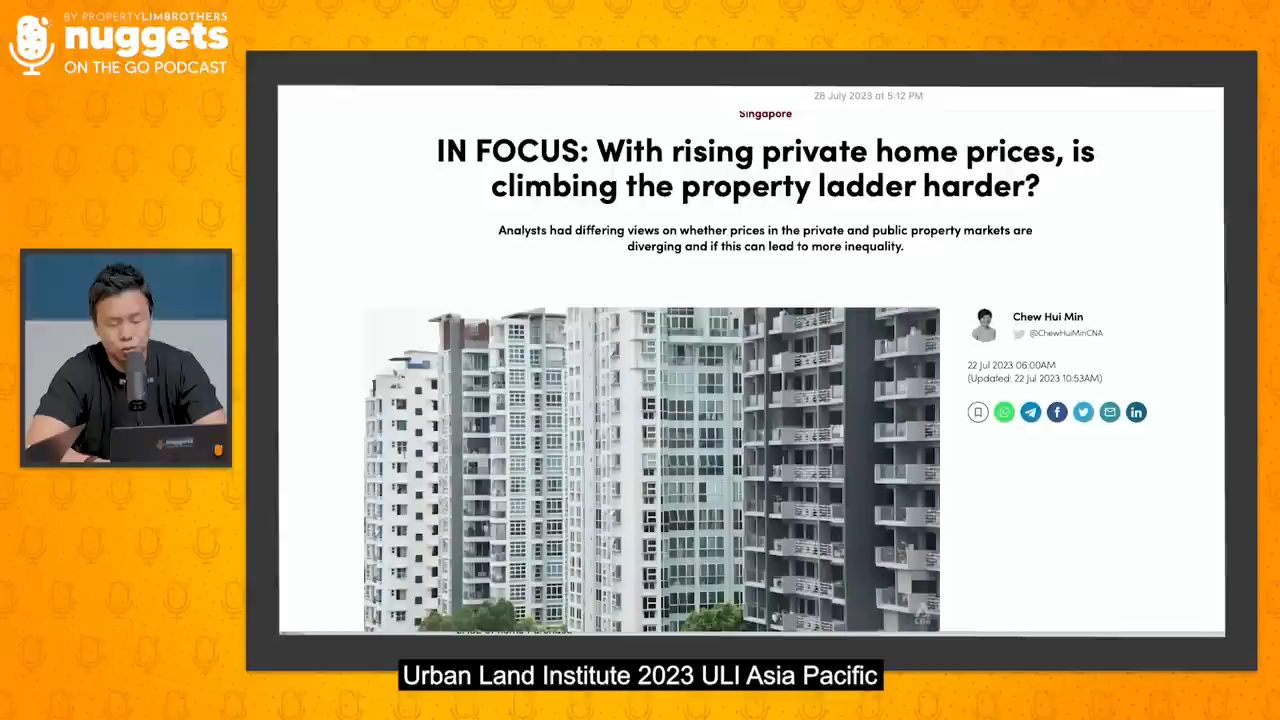 BY PROPERTYLIMBROTHERS
nuggets
ON THE GO PODCAST
28 July 2023 at 5:12 PM
Singapore
IN FOCUS: With rising private home prices, is
climbing the property ladder harder?
Analysts had differing views on whether prices in the private and public property markets are
diverging and if this can lead to more inequality.
Chew Hui Min
@ChewHuiMinCNA
22 Jul 2023 06:00AM
(Updated: 22 Jul 2023 10:53AM)
nuggets
cna
Urban Land Institute 2023 ULI Asia Pacific